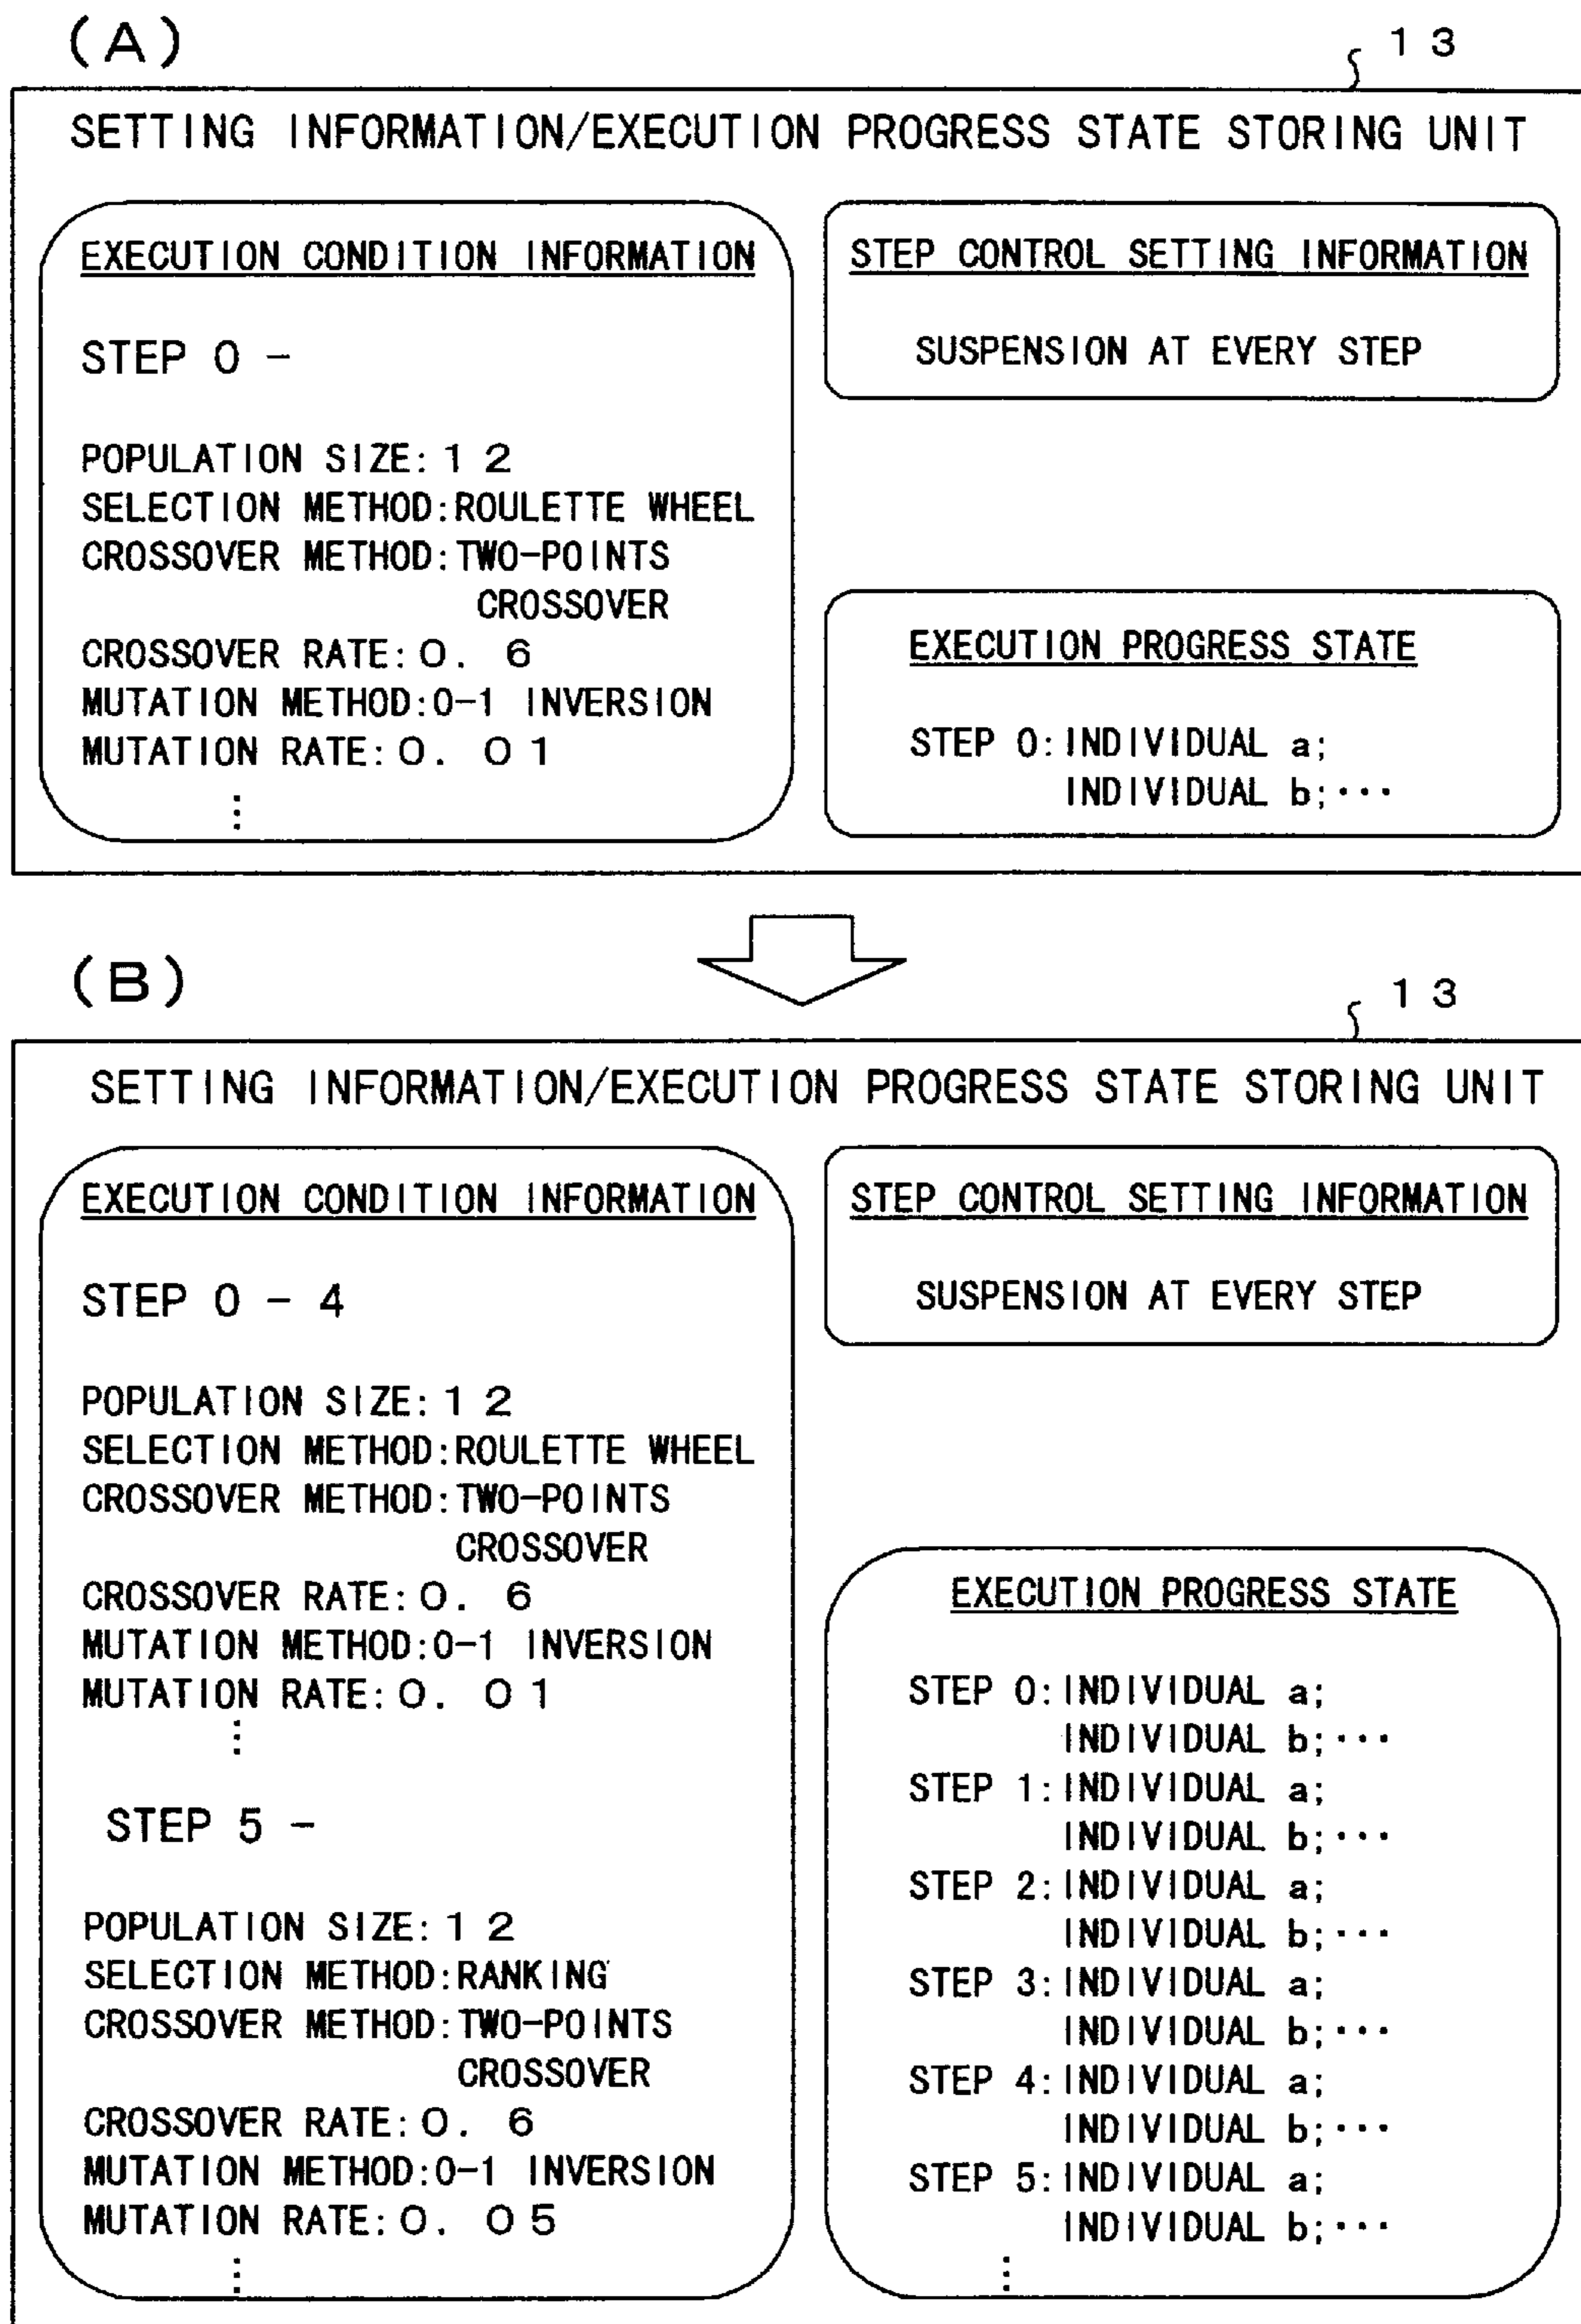 (A)
13
SETTING INFORMATION/EXECUTION PROGRESS STATE STORING UNIT
EXECUTION CONDITION INFORMATION
STEP 0 -
POPULATION SIZE: 12
SELECTION METHOD:ROULETTE WHEEL
CROSSOVER METHOD:TWO-POINTS
CROSSOVER
CROSSOVER RATE:0. 6
MUTATION METHOD:0-1 INVERSION
MUTATION RATE:0. 01
⋮
STEP CONTROL SETTING INFORMATION
SUSPENSION AT EVERY STEP
EXECUTION PROGRESS STATE
STEP 0:INDIVIDUAL a;
INDIVIDUAL b;···
(B)
13
SETTING INFORMATION/EXECUTION PROGRESS STATE STORING UNIT
EXECUTION CONDITION INFORMATION
STEP 0 - 4
POPULATION SIZE: 12
SELECTION METHOD:ROULETTE WHEEL
CROSSOVER METHOD:TWO-POINTS
CROSSOVER
CROSSOVER RATE:0. 6
MUTATION METHOD:0-1 INVERSION
MUTATION RATE:0. 01
⋮
STEP 5 -
POPULATION SIZE: 12
SELECTION METHOD:RANKING
CROSSOVER METHOD:TWO-POINTS
CROSSOVER
CROSSOVER RATE:0. 6
MUTATION METHOD:0-1 INVERSION
MUTATION RATE:0. 05
⋮
STEP CONTROL SETTING INFORMATION
SUSPENSION AT EVERY STEP
EXECUTION PROGRESS STATE
STEP 0:INDIVIDUAL a;
INDIVIDUAL b;···
STEP 1:INDIVIDUAL a;
INDIVIDUAL b;···
STEP 2:INDIVIDUAL a;
INDIVIDUAL b;···
STEP 3:INDIVIDUAL a;
INDIVIDUAL b;···
STEP 4:INDIVIDUAL a;
INDIVIDUAL b;···
STEP 5:INDIVIDUAL a;
INDIVIDUAL b;···
⋮